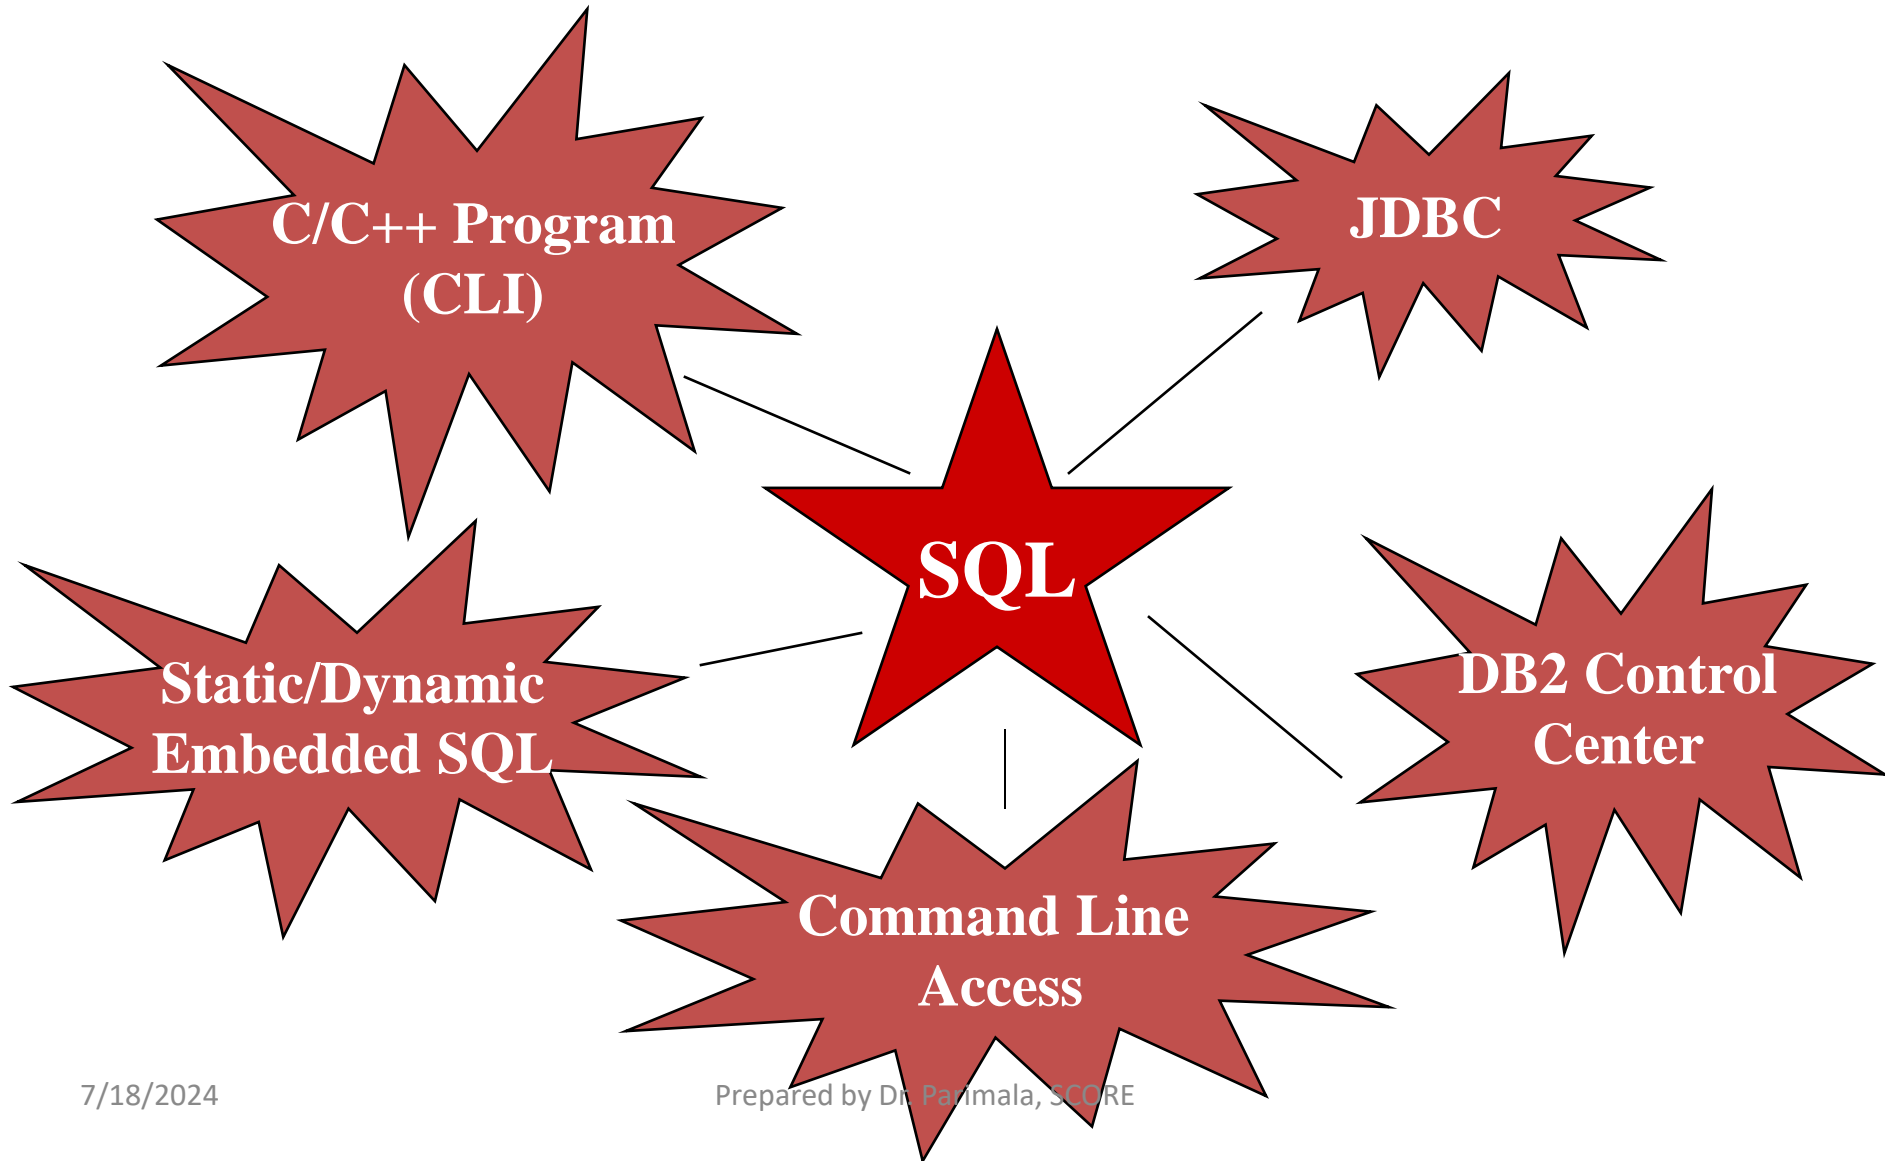 C/C++ Program
(CLI)
JDBC
SQL
Static/Dynamic
Embedded SQL
DB2 Control
Center
Command Line
Access
7/18/2024
Prepared by Dr. Parimala, SCORE